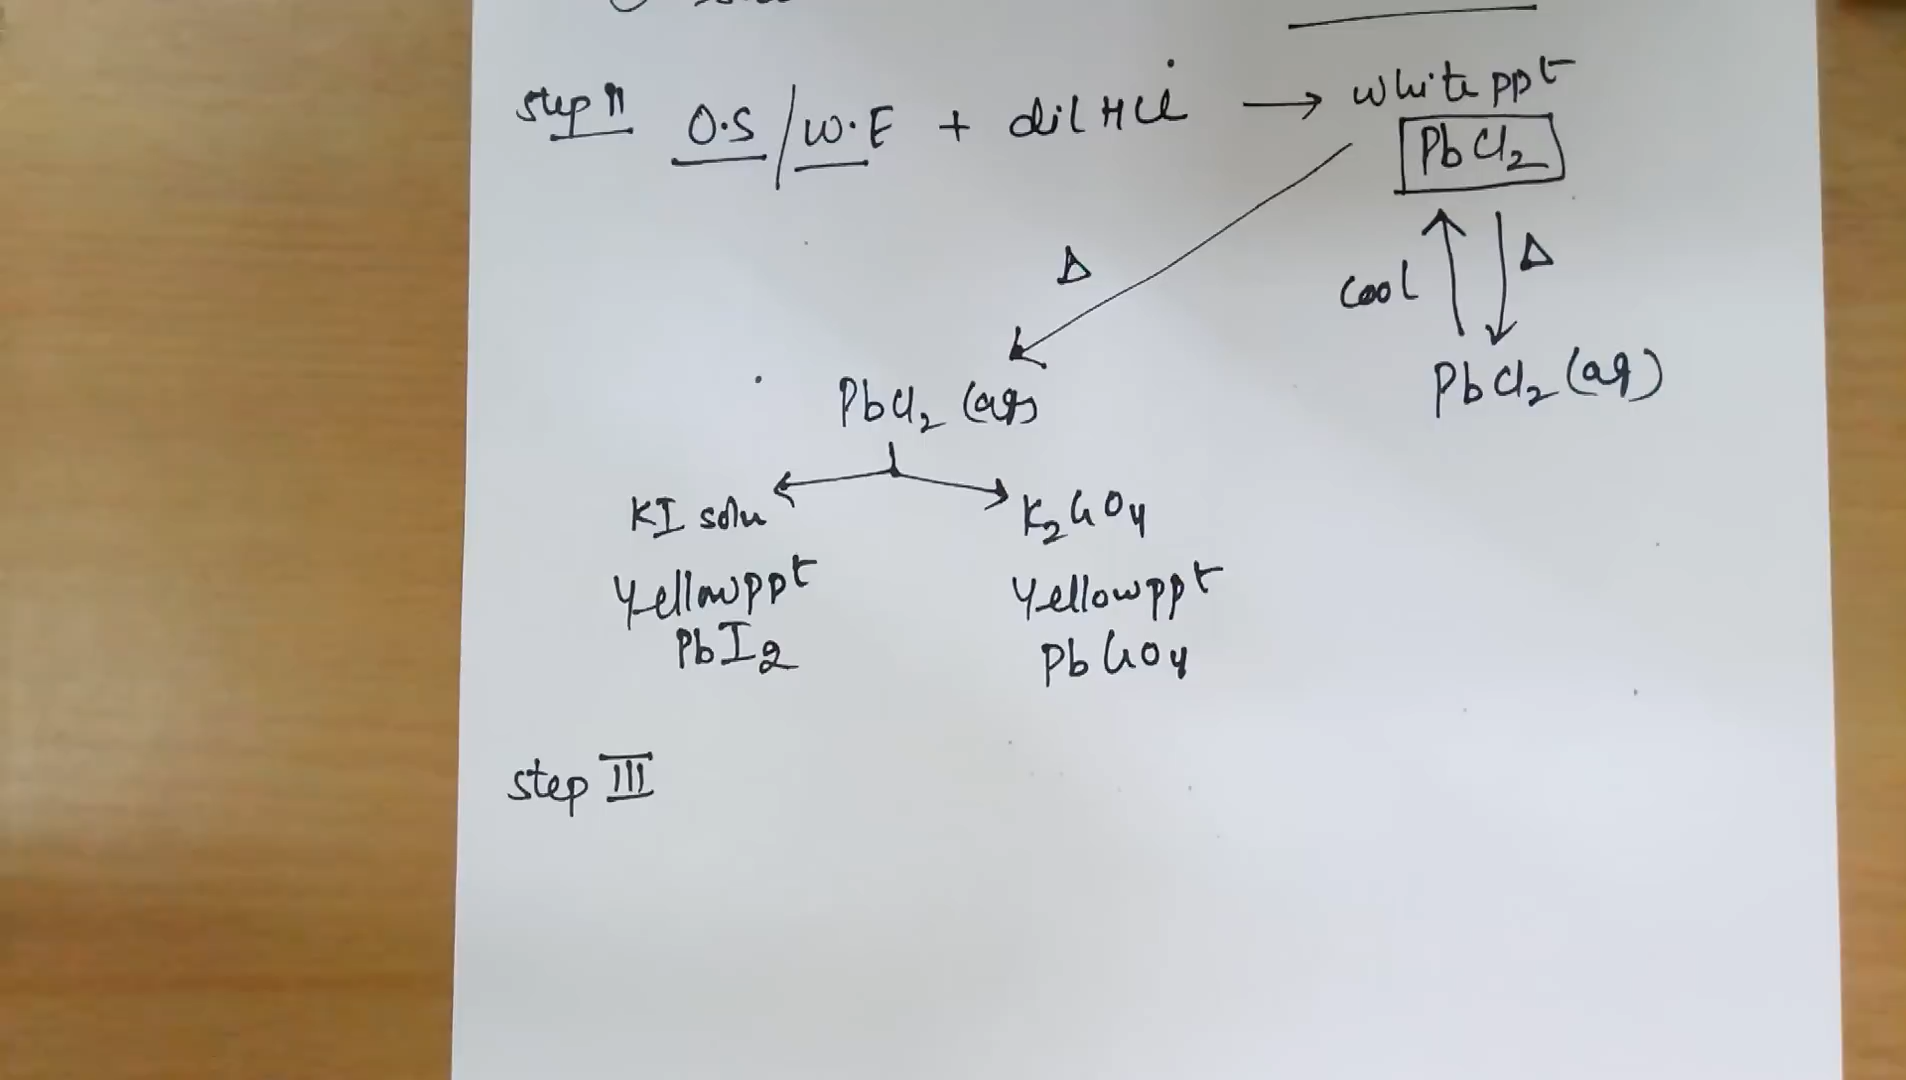 step II O.S/W.E + dil HCl → White ppt
PbCl₂
Δ
cool Δ
PbCl₂ (aq)
PbCl₂ (aq)
KI soln K₂CrO₄
Yellow ppt Yellow ppt
PbI₂ PbCrO₄
step III